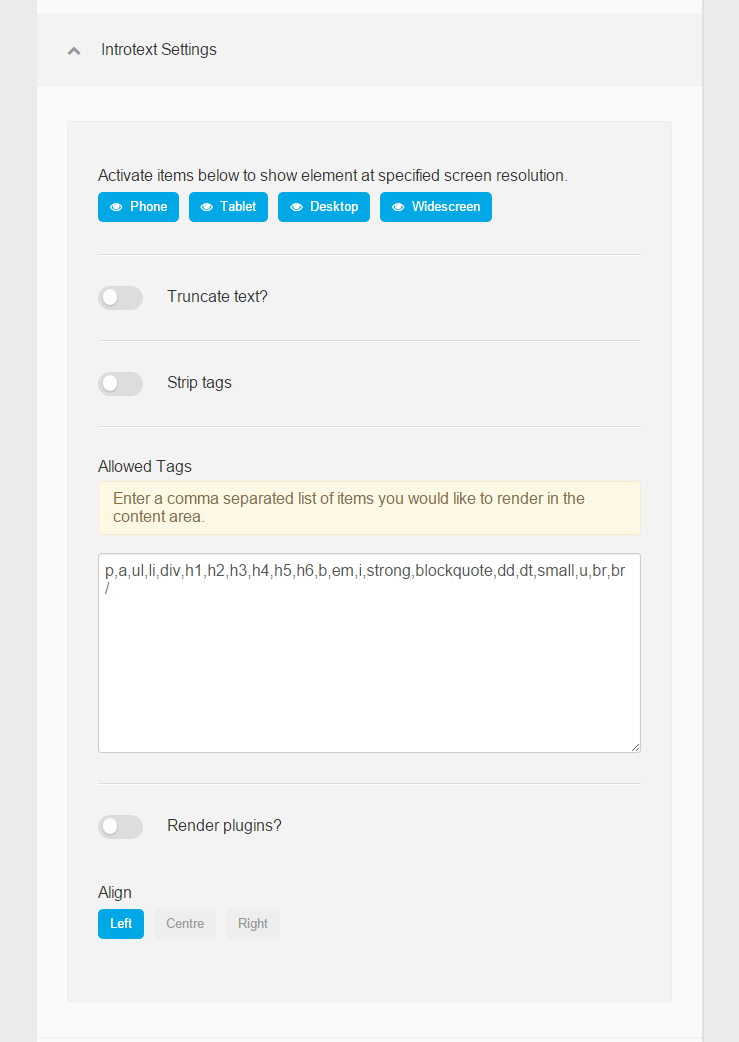 Introtext Settings
Activate items below to show element at specified screen resolution.
Phone Tablet Desktop Widescreen
Truncate text?
Strip tags
Allowed Tags
Enter a comma separated list of items you would like to render in the
content area.
p,a,ul,li,div,h1,h2,h3,h4,h5,h6,b,em,i,strong,blockquote,dd,dt,small,u,br,br
/
Render plugins?
Align
Left Centre Right